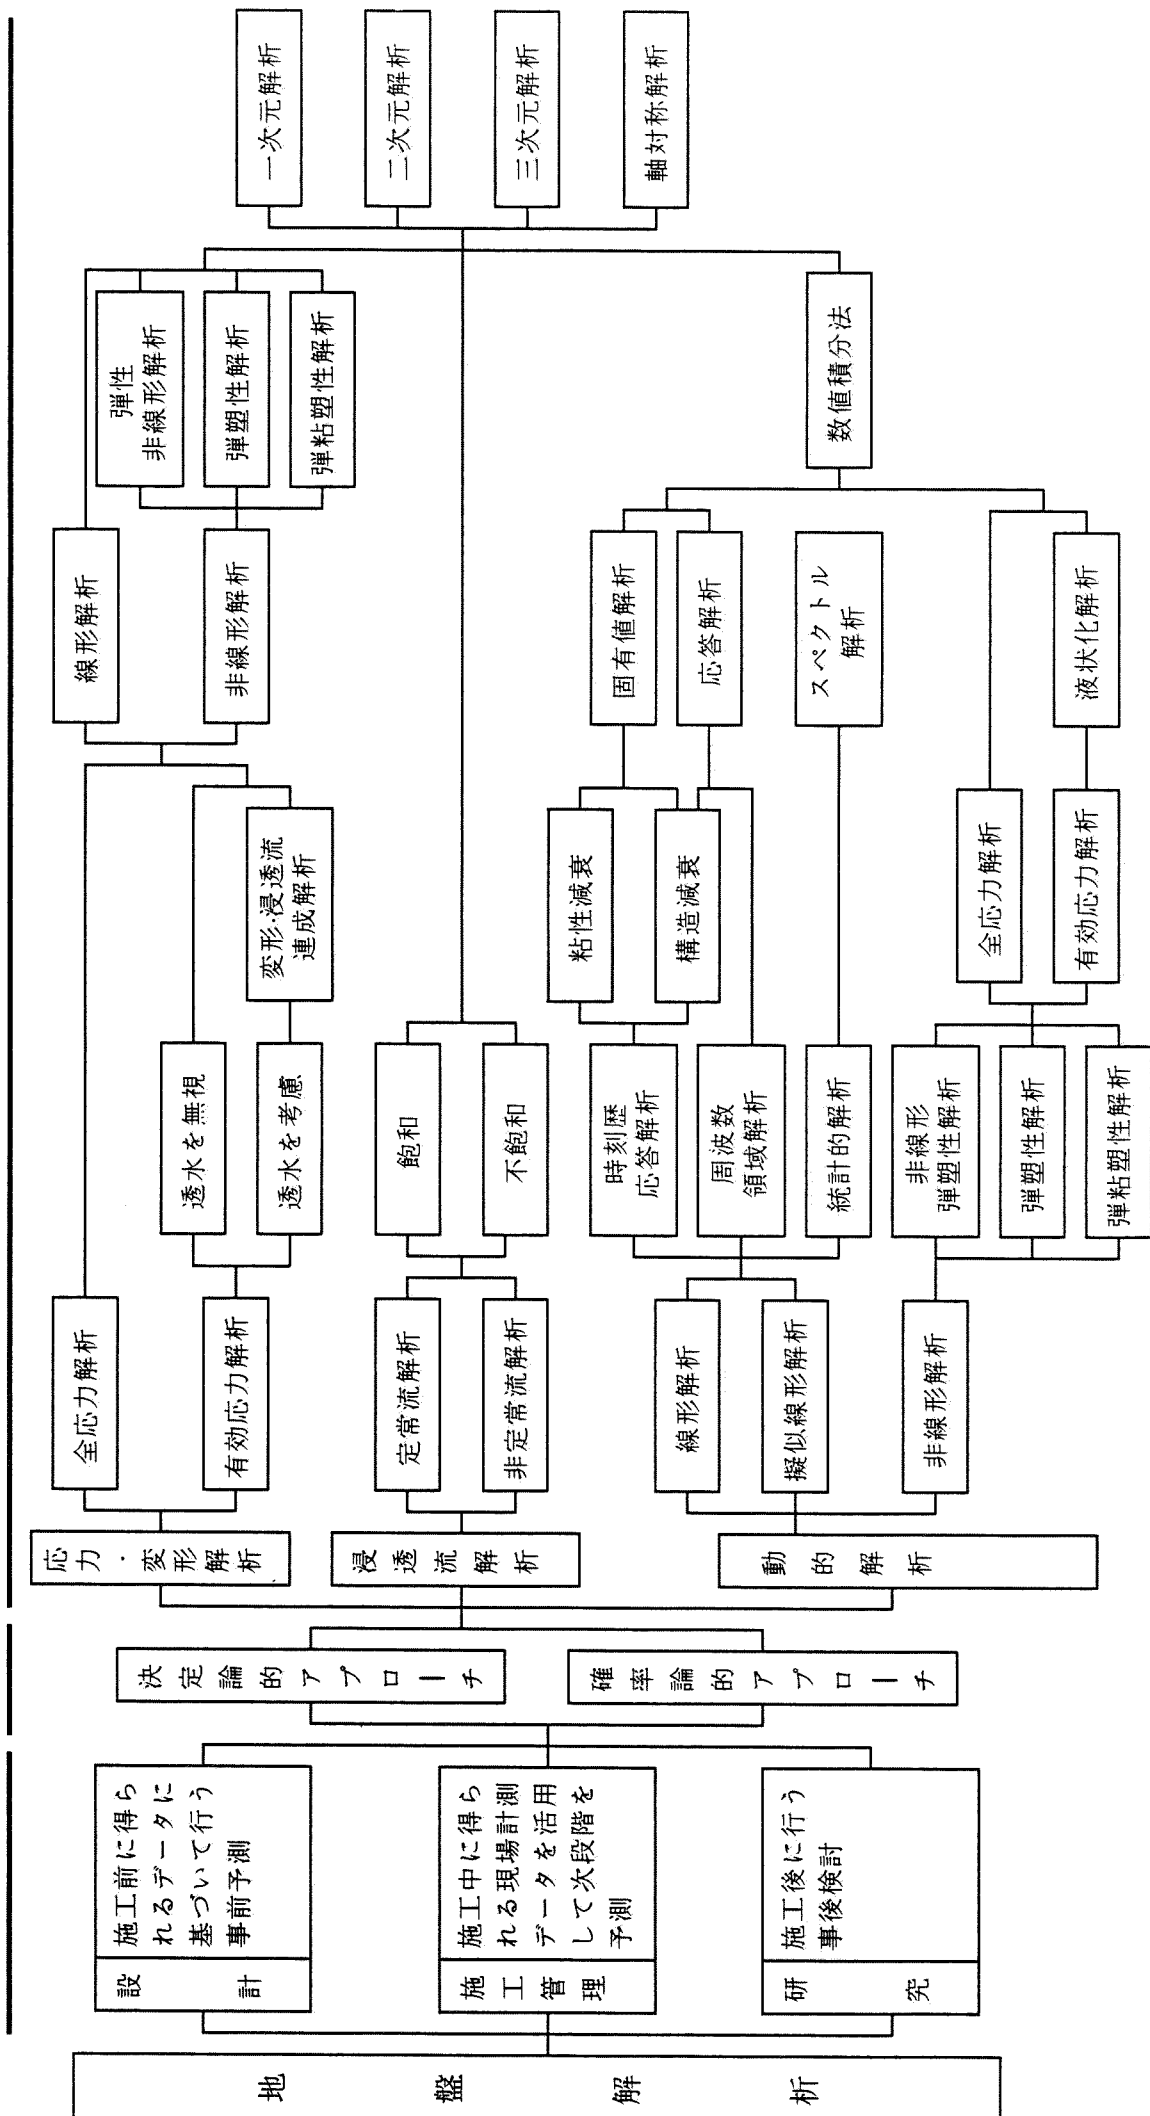 地盤解析
設計
施工前に得ら
れるデータに
基づいて行う
事前予測
施工管理
施工中に得ら
れる現場計測
データを活用
して次段階を
予測
研究
施工後に行う
事後検討
決定論的アプローチ
確率論的アプローチ
応力・変形解析
浸透流解析
動的解析
全応力解析
有効応力解析
定常流解析
非定常流解析
線形解析
擬似線形解析
非線形解析
透水を無視
透水を考慮
飽和
不飽和
時刻歴
応答解析
周波数
領域解析
統計的解析
非線形
弾塑性解析
弾塑性解析
弾粘塑性解析
変形・浸透流
連成解析
粘性減衰
構造減衰
全応力解析
有効応力解析
線形解析
非線形解析
固有値解析
応答解析
スペクトル
解析
液状化解析
弾性
非線形解析
弾塑性解析
弾粘塑性解析
数値積分法
一次元解析
二次元解析
三次元解析
軸対称解析